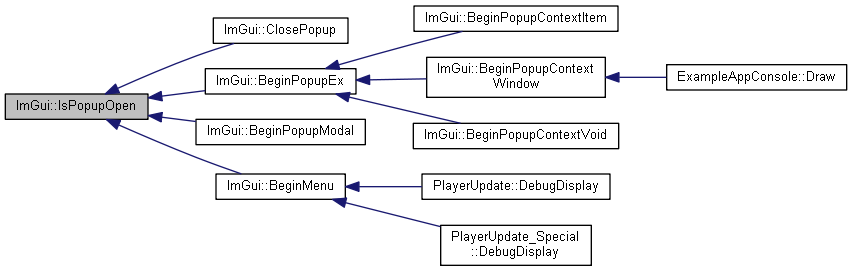 ImGui::IsPopupOpen
ImGui::ClosePopup
ImGui::BeginPopupEx
ImGui::BeginPopupModal
ImGui::BeginMenu
ImGui::BeginPopupContextItem
ImGui::BeginPopupContext
Window
ImGui::BeginPopupContextVoid
PlayerUpdate::DebugDisplay
PlayerUpdate_Special
::DebugDisplay
ExampleAppConsole::Draw